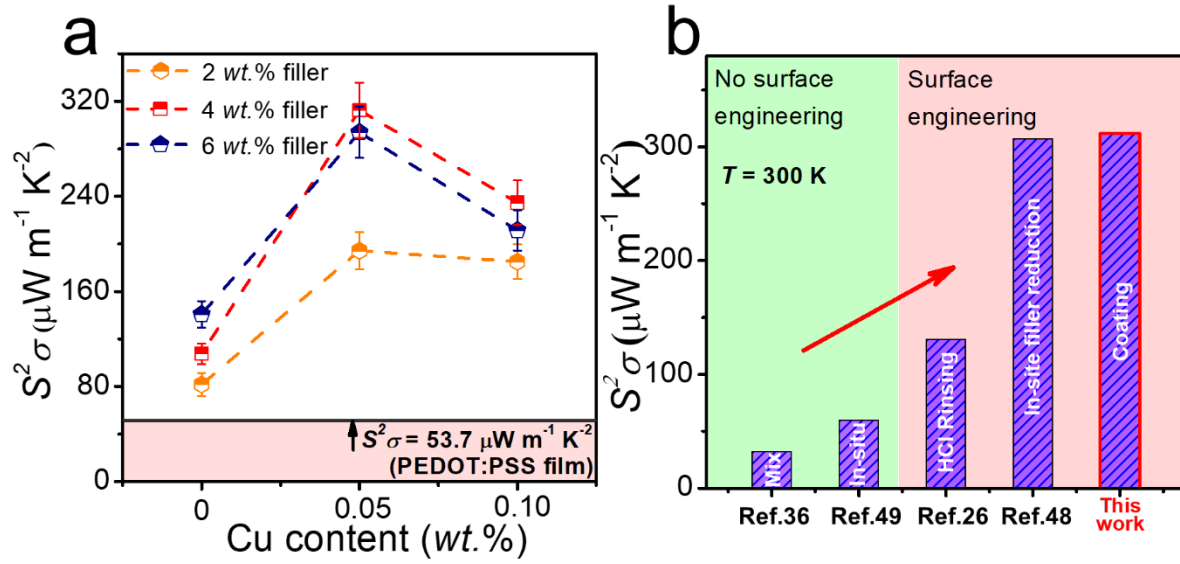 a
2 wt.% filler
4 wt.% filler
6 wt.% filler
S² σ (μW m⁻¹ K⁻²)
320
240
160
80
0
S²σ = 53.7 μW m⁻¹ K⁻²
(PEDOT:PSS film)
0
0.05
0.10
Cu content (wt.%)
b
No surface
engineering
Surface
engineering
T = 300 K
S² σ (μW m⁻¹ K⁻²)
300
200
100
0
Mix
In-situ
HCl Rinsing
In-site filler reduction
Coating
Ref.36
Ref.49
Ref.26
Ref.48
This
work